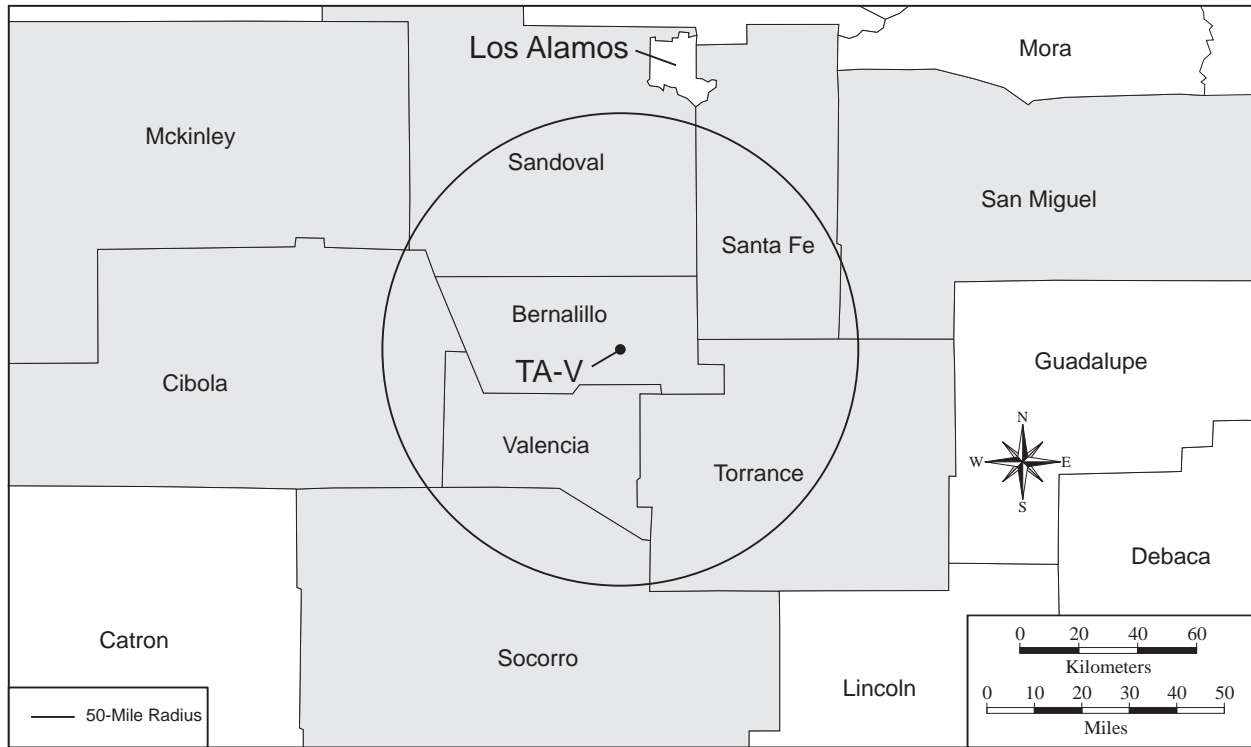 Los Alamos
Mora
Mckinley
Sandoval
San Miguel
Santa Fe
Bernalillo
TA-V
Guadalupe
Cibola
N
W
E
S
Valencia
Torrance
Debaca
Catron
Socorro
Lincoln
0 20 40 60
Kilometers
0 10 20 30 40 50
Miles
50-Mile Radius